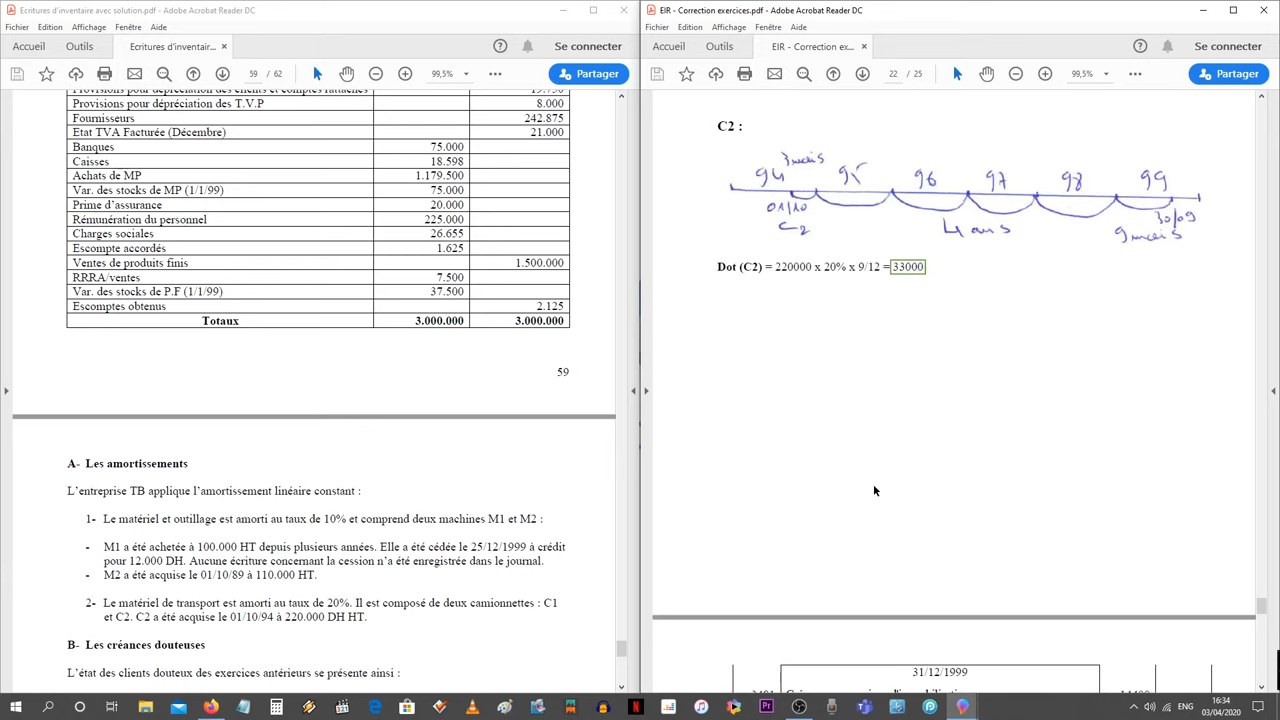 Ecritures d'inventaire avec solution.pdf - Adobe Acrobat Reader DC
Fichier Edition Affichage Fenêtre Aide
Accueil Outils Ecritures d'inventaire... × Se connecter
59 / 62 99,5% Partager
Provisions pour dépréciation des clients et comptes rattachés 19.750
Provisions pour dépréciation des T.V.P 8.000
Fournisseurs 242.875
Etat TVA Facturée (Décembre) 21.000
Banques 75.000
Caisses 18.598
Achats de MP 1.179.500
Var. des stocks de MP (1/1/99) 75.000
Prime d'assurance 20.000
Rémunération du personnel 225.000
Charges sociales 26.655
Escompte accordés 1.625
Ventes de produits finis 1.500.000
RRRA/ventes 7.500
Var. des stocks de P.F (1/1/99) 37.500
Escomptes obtenus 2.125
Totaux 3.000.000 3.000.000
59
A- Les amortissements
L'entreprise TB applique l'amortissement linéaire constant :
1- Le matériel et outillage est amorti au taux de 10% et comprend deux machines M1 et M2 :
- M1 a été achetée à 100.000 HT depuis plusieurs années. Elle a été cédée le 25/12/1999 à crédit
pour 12.000 DH. Aucune écriture concernant la cession n'a été enregistrée dans le journal.
- M2 a été acquise le 01/10/89 à 110.000 HT.
2- Le matériel de transport est amorti au taux de 20%. Il est composé de deux camionnettes : C1
et C2. C2 a été acquise le 01/10/94 à 220.000 DH HT.
B- Les créances douteuses
L'état des clients douteux des exercices antérieurs se présente ainsi :
EIR - Correction exercices.pdf - Adobe Acrobat Reader DC
Fichier Edition Affichage Fenêtre Aide
Accueil Outils EIR - Correction ex... × Se connecter
22 / 25 99,5% Partager
C2 :
3 mois
94 95 96 97 98 99
01/10 30/09
C2 4 ans 9 mois
Dot (C2) = 220000 x 20% x 9/12 = 33000
31/12/1999
16:34
03/04/2020